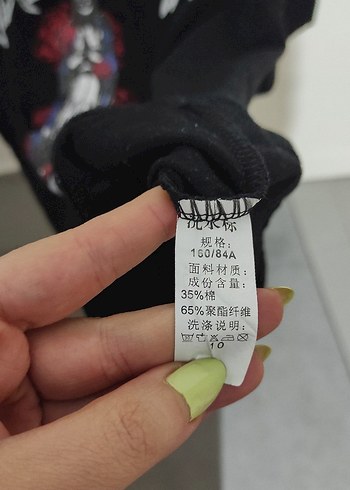 洗水标
规格:
160/84A
面料材质:
成份含量:
35%棉
65%聚酯纤维
洗涤说明:
10